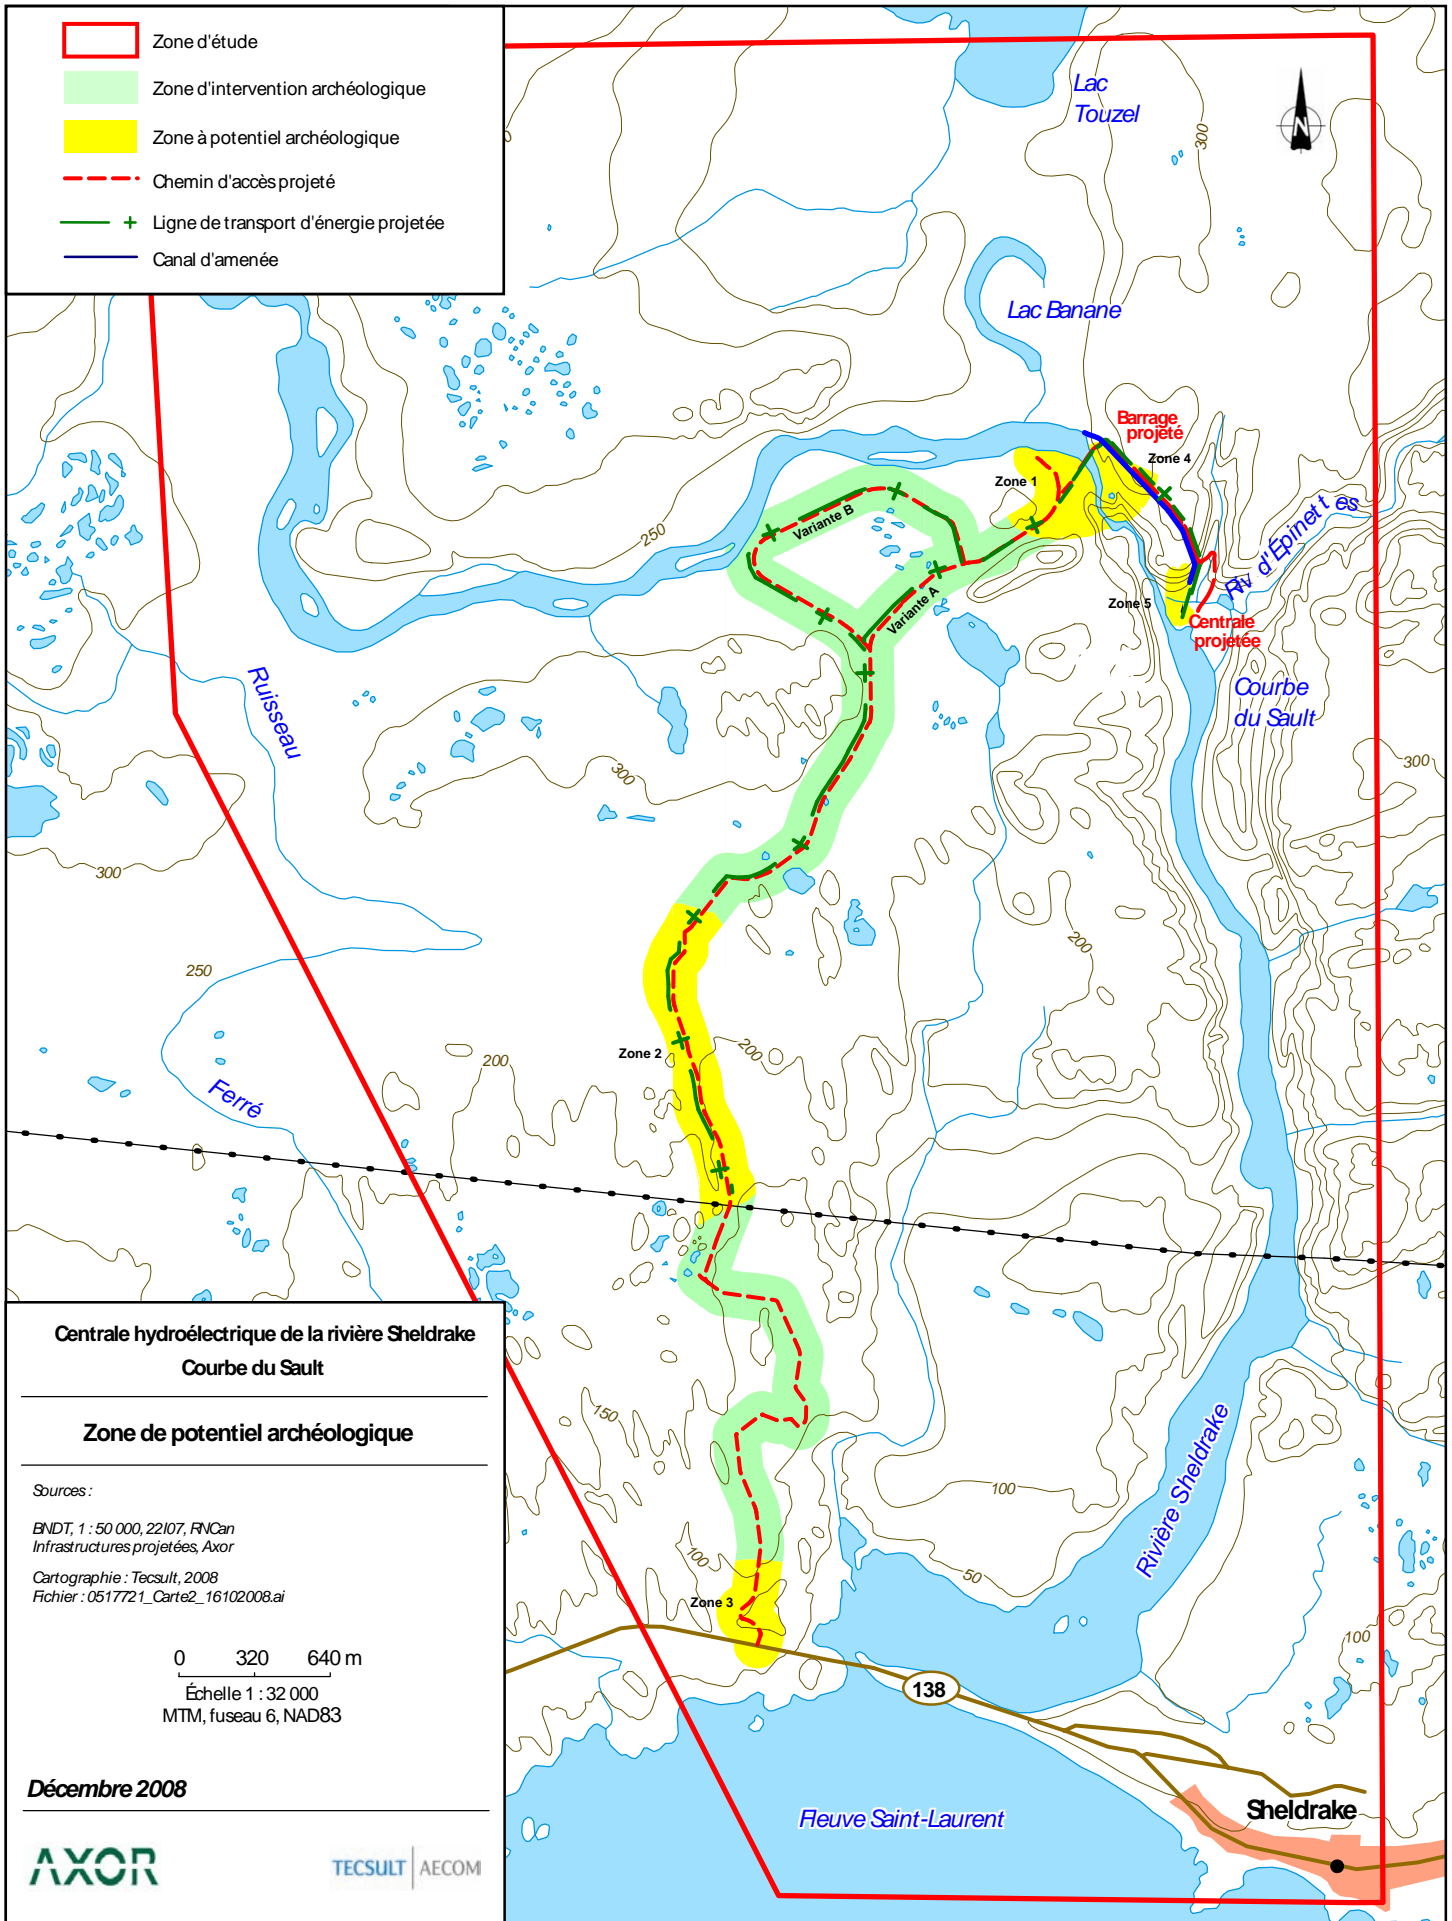 Zone d'étude
Zone d'intervention archéologique
Zone à potentiel archéologique
Chemin d'accès projeté
Ligne de transport d'énergie projetée
Canal d'amenée
Lac
Touzel
N
300
Lac Banane
Barrage
projeté
Zone 4
Zone 1
Variante B
250
Riv d'Épinettes
Variante A
Zone 5
Centrale
projetée
Ruisseau
Courbe
du Sault
300
300
300
200
250
Zone 2
200
200
Ferré
Centrale hydroélectrique de la rivière Sheldrake
Courbe du Sault
Zone de potentiel archéologique
Sources :
BNDT, 1 : 50 000, 22I07, RNCan
Infrastructures projetées, Axor
Cartographie : Tecsult, 2008
Fichier : 0517721_Carte2_16102008.ai
0 320 640 m
Échelle 1 : 32 000
MTM, fuseau 6, NAD83
Décembre 2008
AXOR
TECSULT AECOM
150
Rivière Sheldrake
100
100
50
Zone 3
100
138
Fleuve Saint-Laurent
Sheldrake